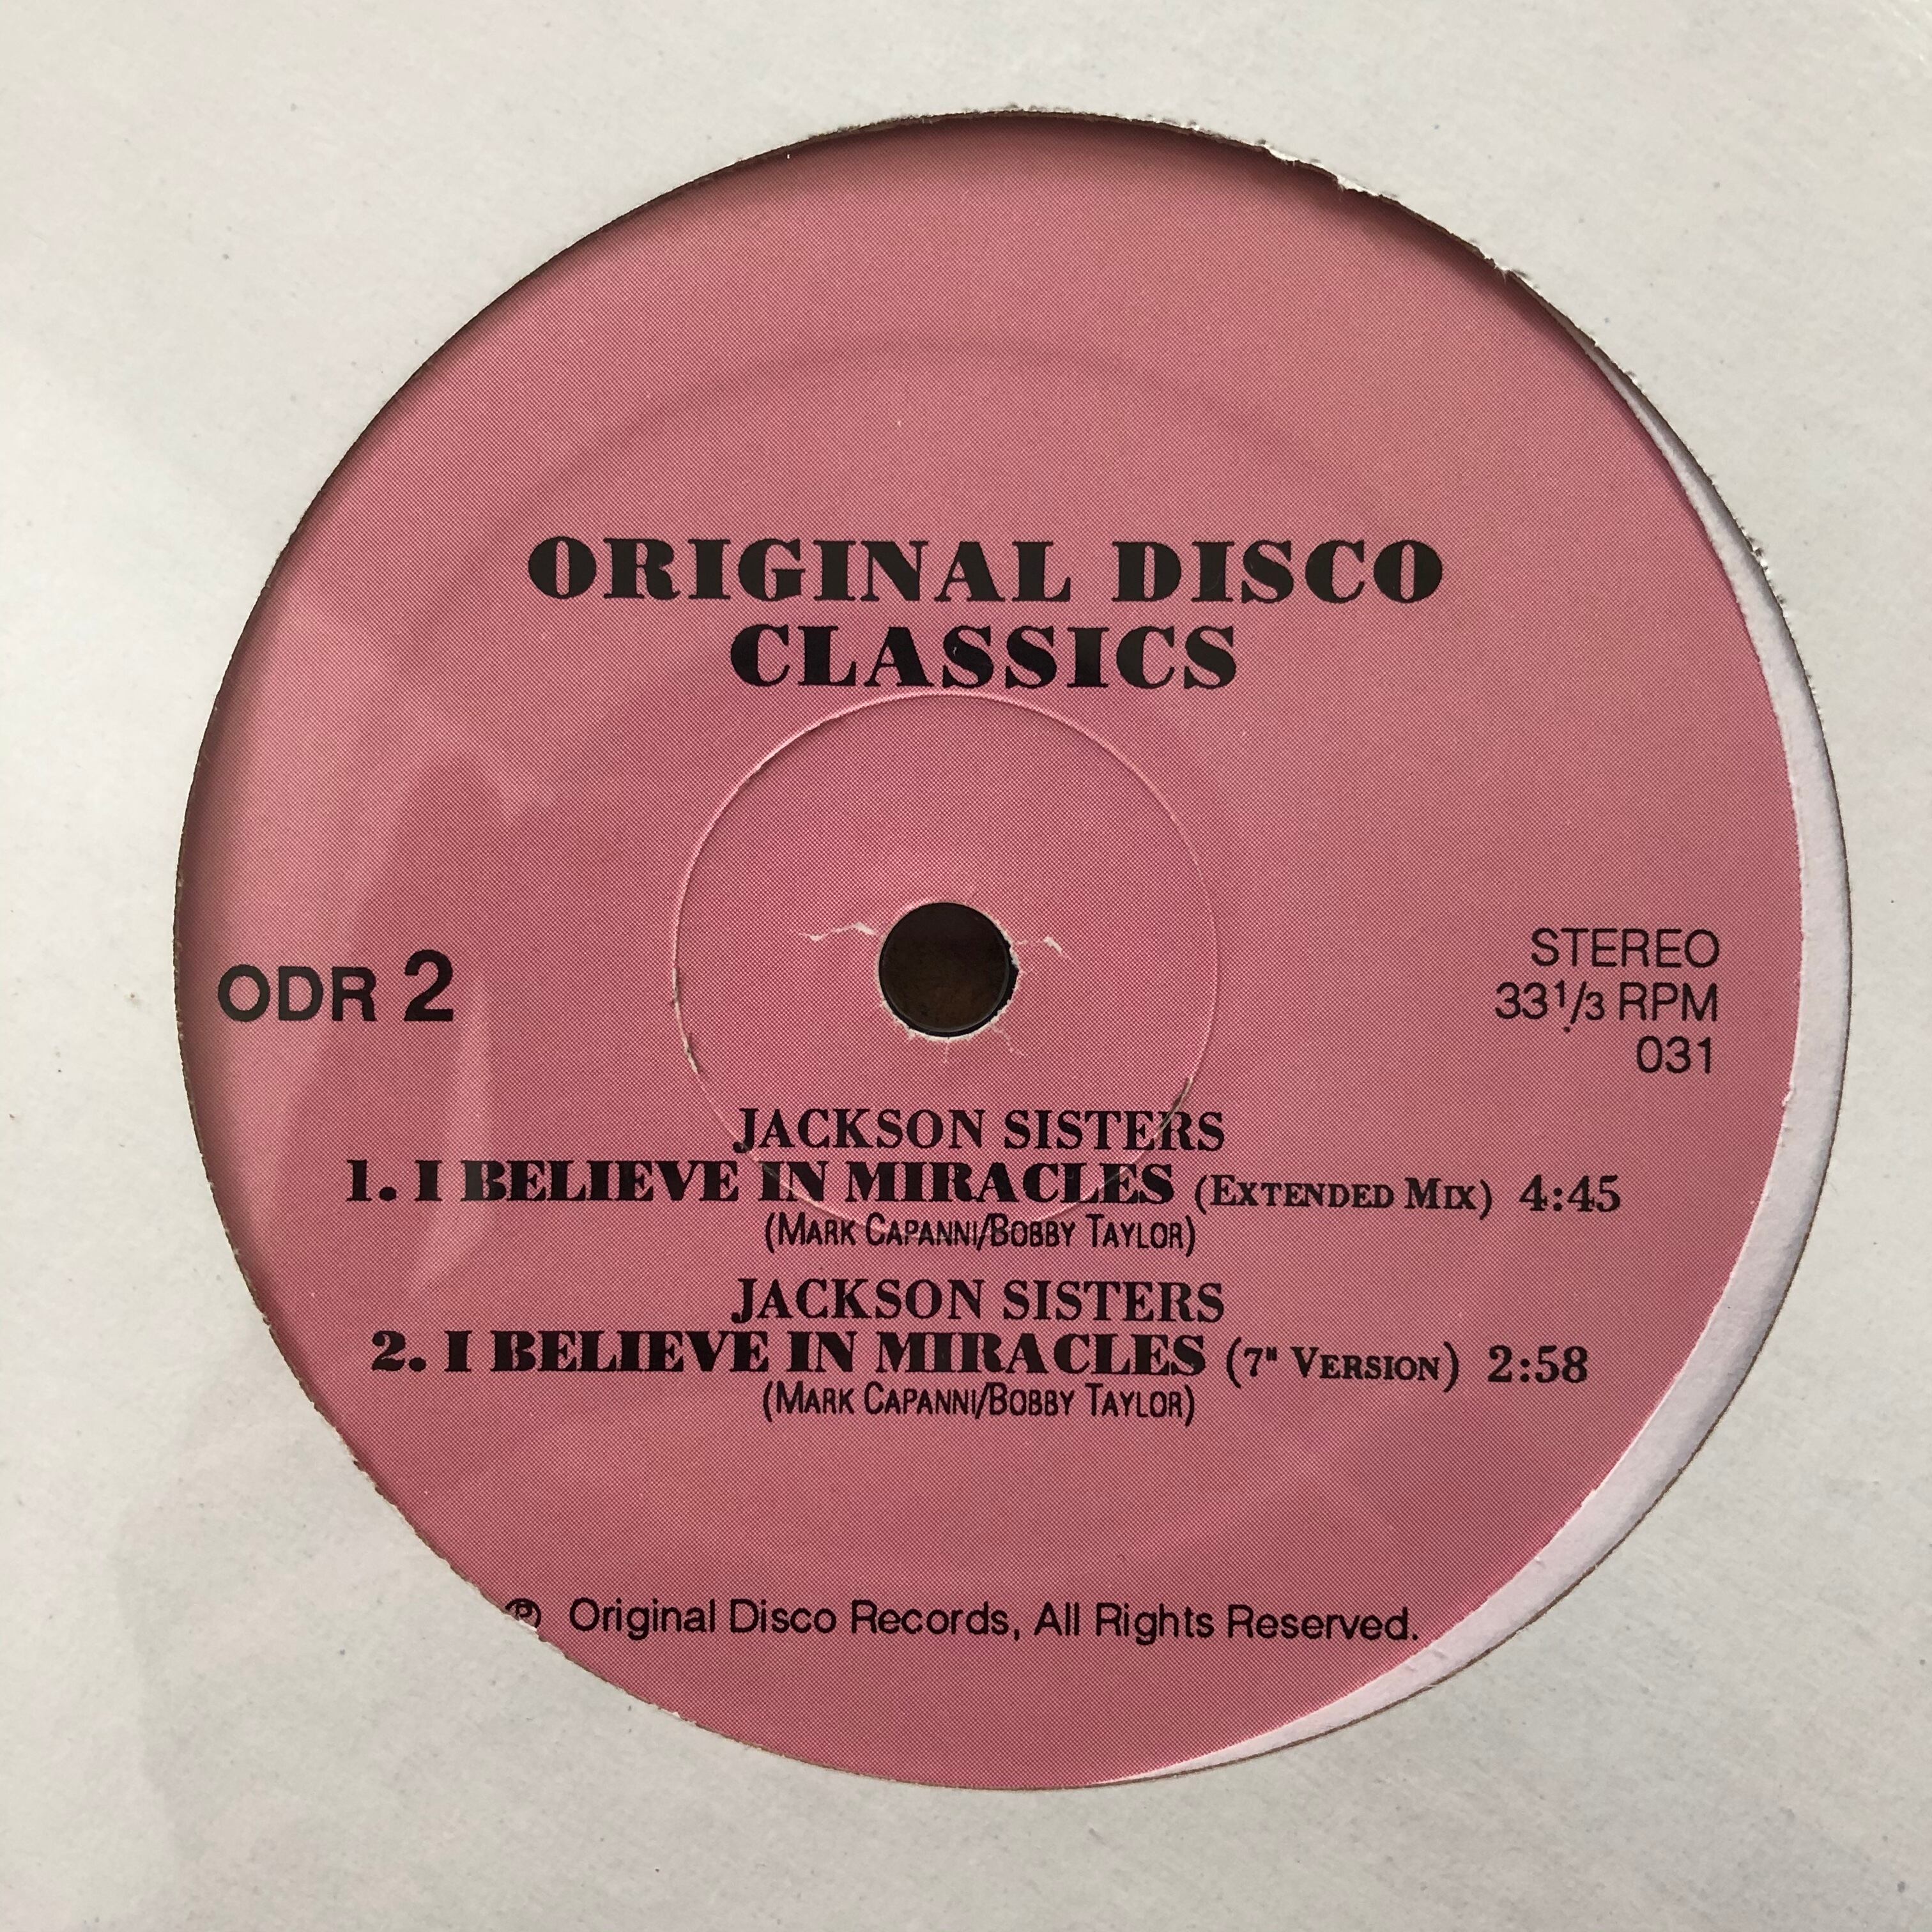 ORIGINAL DISCO
CLASSICS
ODR 2
STEREO
33 1/3 RPM
031
JACKSON SISTERS
1. I BELIEVE IN MIRACLES (EXTENDED MIX) 4:45
(MARK CAPANNI/BOBBY TAYLOR)
JACKSON SISTERS
2. I BELIEVE IN MIRACLES (7" VERSION) 2:58
(MARK CAPANNI/BOBBY TAYLOR)
℗ Original Disco Records, All Rights Reserved.